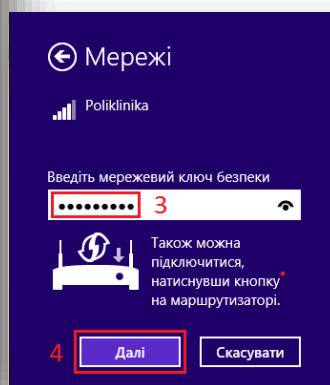 Мережі
Poliklinika
Введіть мережевий ключ безпеки
●●●●●●●●● 3
Також можна
підключитися,
натиснувши кнопку
на маршрутизаторі.
4 Далі Скасувати